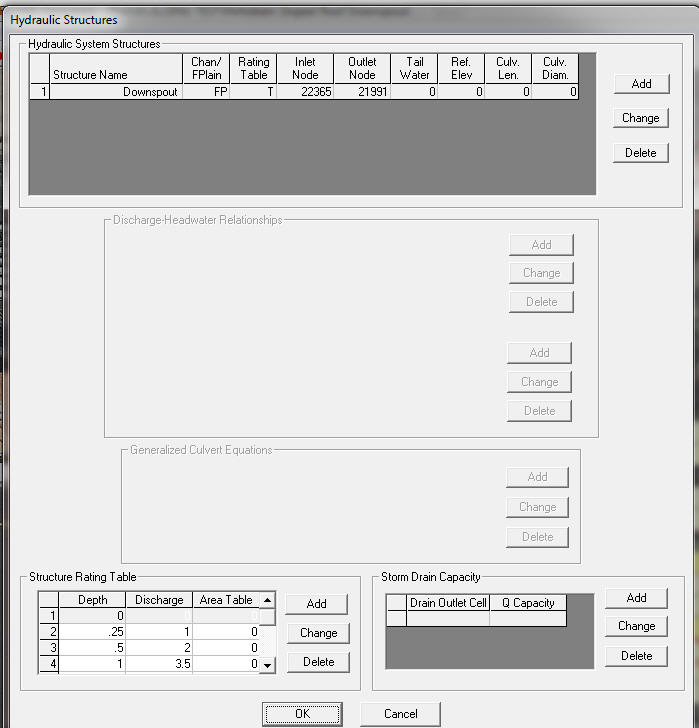 Hydraulic Structures
Hydraulic System Structures
Structure Name Chan/ FPlain Rating Table Inlet Node Outlet Node Tail Water Ref. Elev Culv. Len. Culv. Diam.
1 Downspout FP T 22365 21991 0 0 0 0
Add
Change
Delete
Discharge-Headwater Relationships
Add
Change
Delete
Add
Change
Delete
Generalized Culvert Equations
Add
Change
Delete
Structure Rating Table
Depth Discharge Area Table
1 0
2 .25 1 0
3 .5 2 0
4 1 3.5 0
Add
Change
Delete
Storm Drain Capacity
Drain Outlet Cell Q Capacity
Add
Change
Delete
OK Cancel